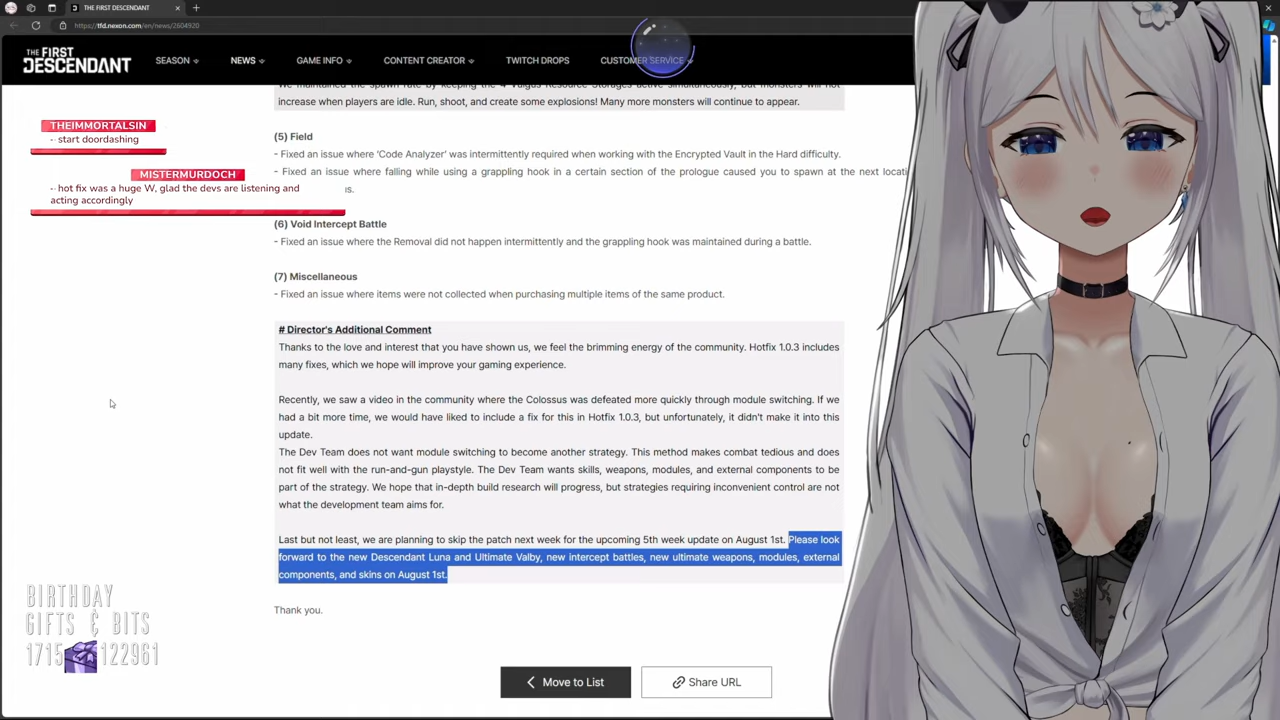 THE FIRST DESCENDANT
https://tfd.nexon.com/en/news/2604920
THE FIRST
DESCENDANT
SEASON
NEWS
GAME INFO
CONTENT CREATOR
TWITCH DROPS
CUSTOMER SERVICE
We maintained the spawn rate by keeping the 4 Valgus Resource Storages active simultaneously, but monsters will not
increase when players are idle. Run, shoot, and create some explosions! Many more monsters will continue to appear.
THEIMMORTALSIN
- start doordashing
MISTERMURDOCH
- hot fix was a huge W, glad the devs are listening and
acting accordingly
(5) Field
- Fixed an issue where 'Code Analyzer' was intermittently required when working with the Encrypted Vault in the Hard difficulty.
- Fixed an issue where falling while using a grappling hook in a certain section of the prologue caused you to spawn at the next locati
(6) Void Intercept Battle
- Fixed an issue where the Removal did not happen intermittently and the grappling hook was maintained during a battle.
(7) Miscellaneous
- Fixed an issue where items were not collected when purchasing multiple items of the same product.
# Director's Additional Comment
Thanks to the love and interest that you have shown us, we feel the brimming energy of the community. Hotfix 1.0.3 includes
many fixes, which we hope will improve your gaming experience.
Recently, we saw a video in the community where the Colossus was defeated more quickly through module switching. If we
had a bit more time, we would have liked to include a fix for this in Hotfix 1.0.3, but unfortunately, it didn't make it into this
update.
The Dev Team does not want module switching to become another strategy. This method makes combat tedious and does
not fit well with the run-and-gun playstyle. The Dev Team wants skills, weapons, modules, and external components to be
part of the strategy. We hope that in-depth build research will progress, but strategies requiring inconvenient control are not
what the development team aims for.
Last but not least, we are planning to skip the patch next week for the upcoming 5th week update on August 1st. Please look
forward to the new Descendant Luna and Ultimate Valby, new intercept battles, new ultimate weapons, modules, external
components, and skins on August 1st.
Thank you.
BIRTHDAY
GIFTS & BITS
1715 122961
Move to List
Share URL